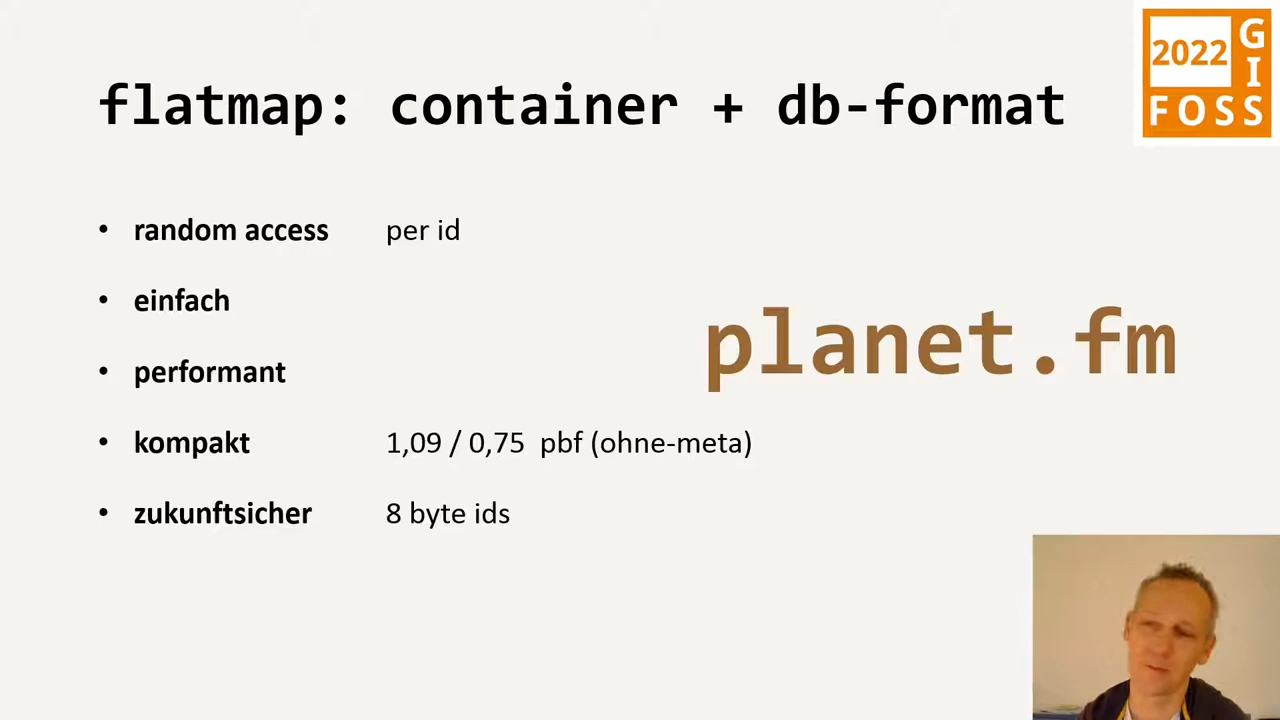 flatmap: container + db-format
2022
G
I
FOSS
• random access per id
• einfach
planet.fm
• performant
• kompakt 1,09 / 0,75 pbf (ohne-meta)
• zukunftsicher 8 byte ids